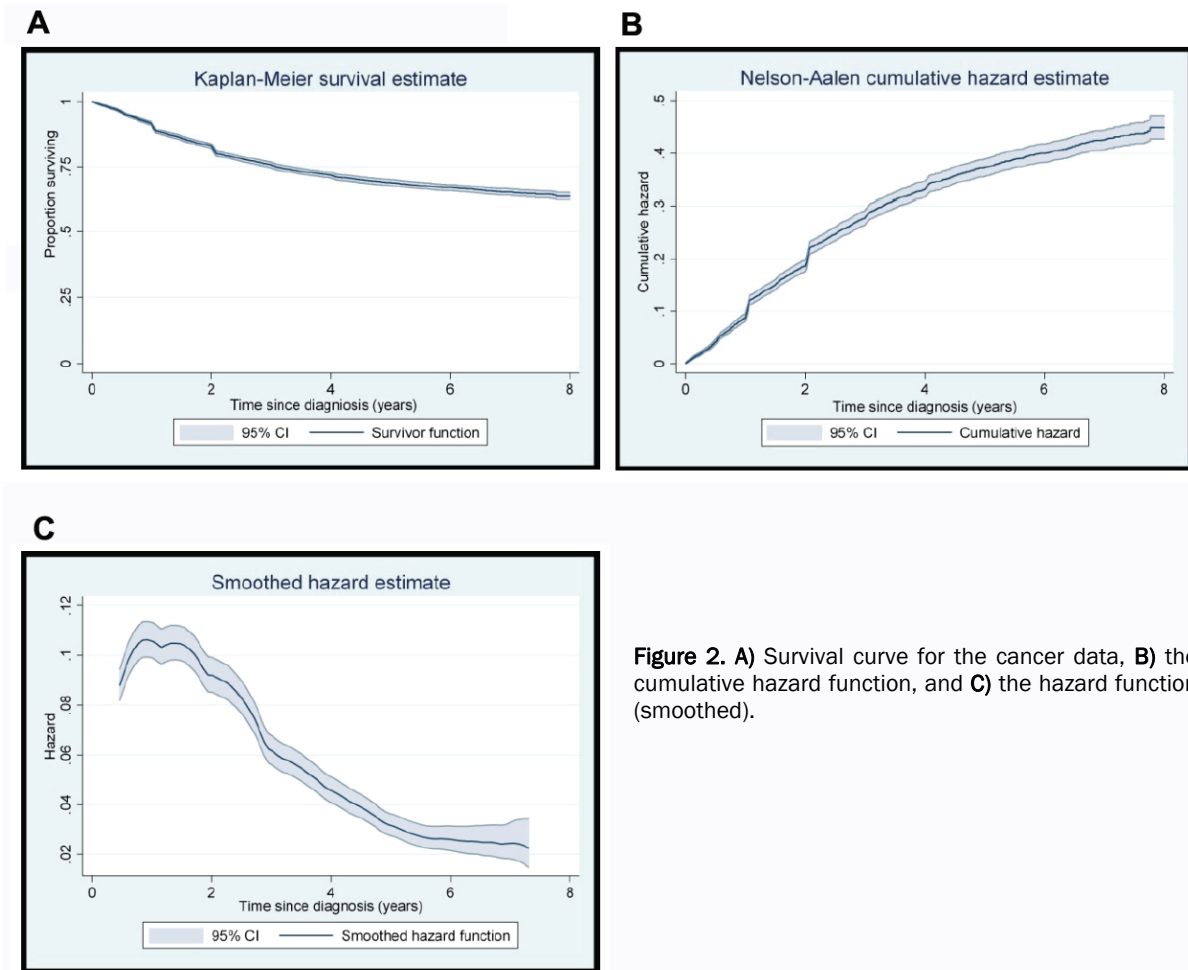 A
Kaplan-Meier survival estimate
Proportion surviving
1
.75
.5
.25
0
0 2 4 6 8
Time since diagniosis (years)
95% CI Survivor function
B
Nelson-Aalen cumulative hazard estimate
Cumulative hazard
.5
.4
.3
.2
.1
0
0 2 4 6 8
Time since diagnosis (years)
95% CI Cumulative hazard
C
Smoothed hazard estimate
Hazard
.12
.1
.08
.06
.04
.02
0 2 4 6 8
Time since diagnosis (years)
95% CI Smoothed hazard function
Figure 2. A) Survival curve for the cancer data, B) the
cumulative hazard function, and C) the hazard function
(smoothed).